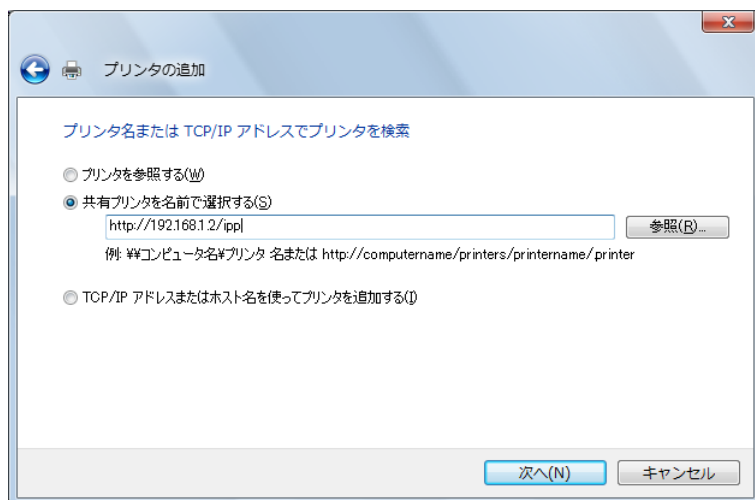 プリンタの追加
プリンタ名または TCP/IP アドレスでプリンタを検索
プリンタを参照する(W)
共有プリンタを名前で選択する(S)
http://192.168.1.2/ipp
参照(R)...
例: ¥¥コンピュータ名¥プリンタ 名または http://computername/printers/printername/.printer
TCP/IP アドレスまたはホスト名を使ってプリンタを追加する(I)
次へ(N)
キャンセル